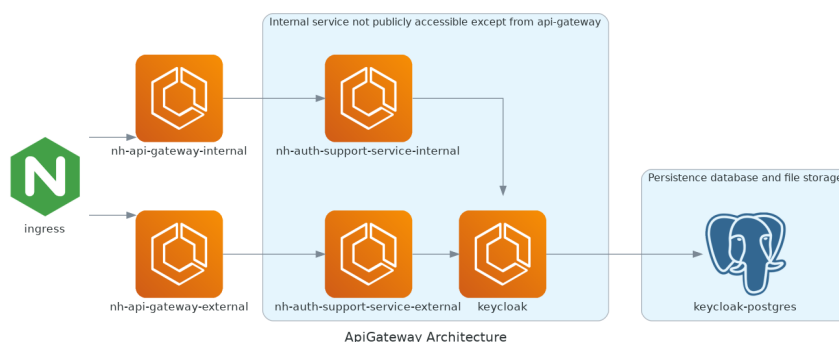 Internal service not publicly accessible except from api-gateway
nh-api-gateway-internal
nh-auth-support-service-internal
N
ingress
Persistence database and file storage
nh-api-gateway-external
nh-auth-support-service-external
keycloak
keycloak-postgres
ApiGateway Architecture